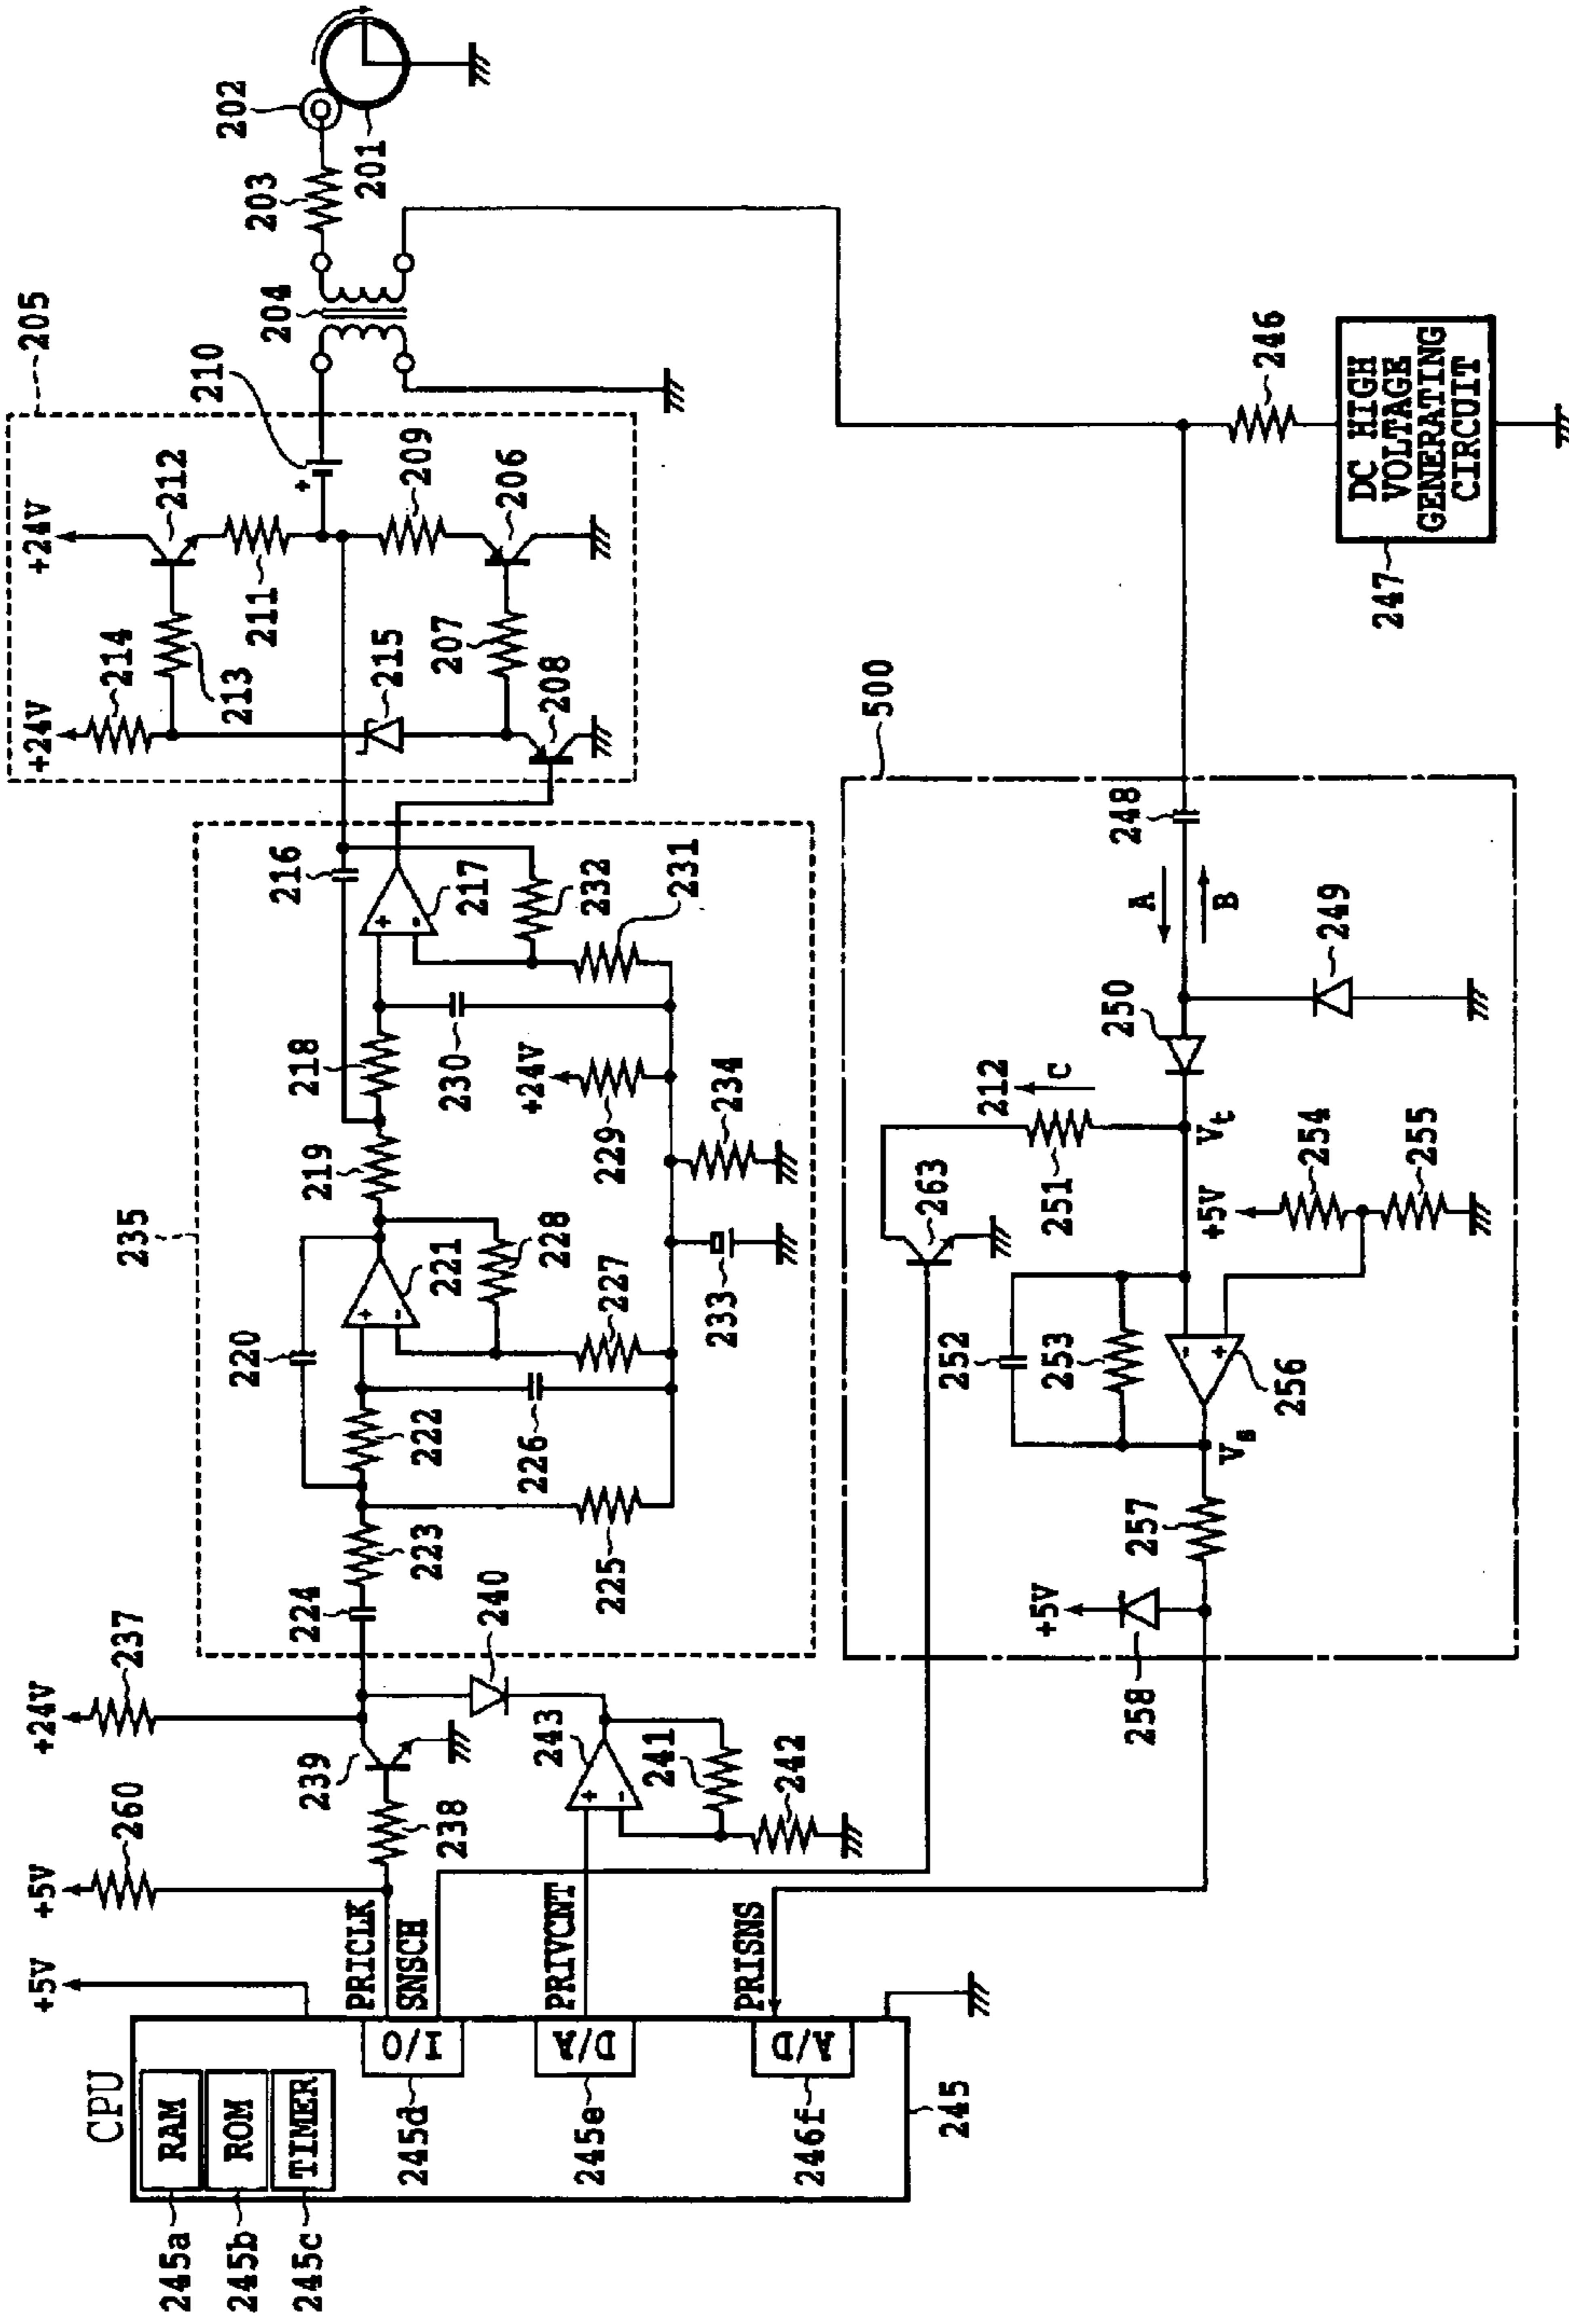 CPU
RAM
ROM
TIMER
245a
245b
245c
I/O
245d
D/A
245e
A/D
246f
245
+5V
PRICLK
SNSCH
PRIVCNT
PRISNS
+5V
260
238
239
+24V
237
240
243
241
242
235
224
223
225
222
226
220
221
228
227
233
219
218
230
+24V
229
234
216
217
232
231
205
+24V
214
213
215
207
208
+24V
212
211
209
206
210
204
203
202
201
500
+5V
258
257
Vs
252
253
256
263
251
212
C
Vt
+5V
254
255
250
249
A
B
248
246
247
DC HIGH
VOLTAGE
GENERATING
CIRCUIT
+
+
-
+
-
+
-
-
+